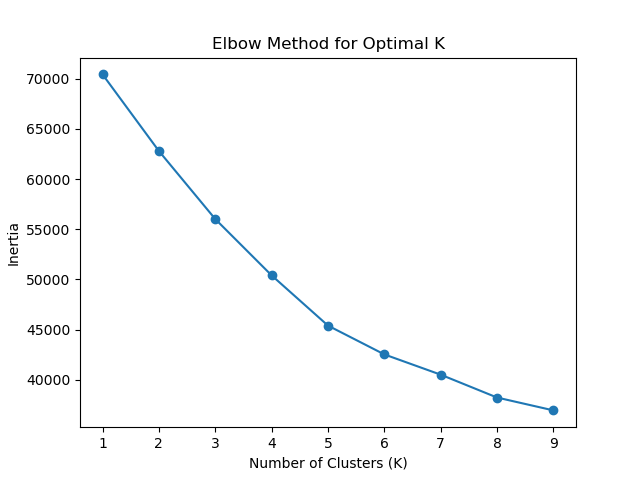 Elbow Method for Optimal K
70000
65000
60000
55000
50000
45000
40000
Inertia
1 2 3 4 5 6 7 8 9
Number of Clusters (K)